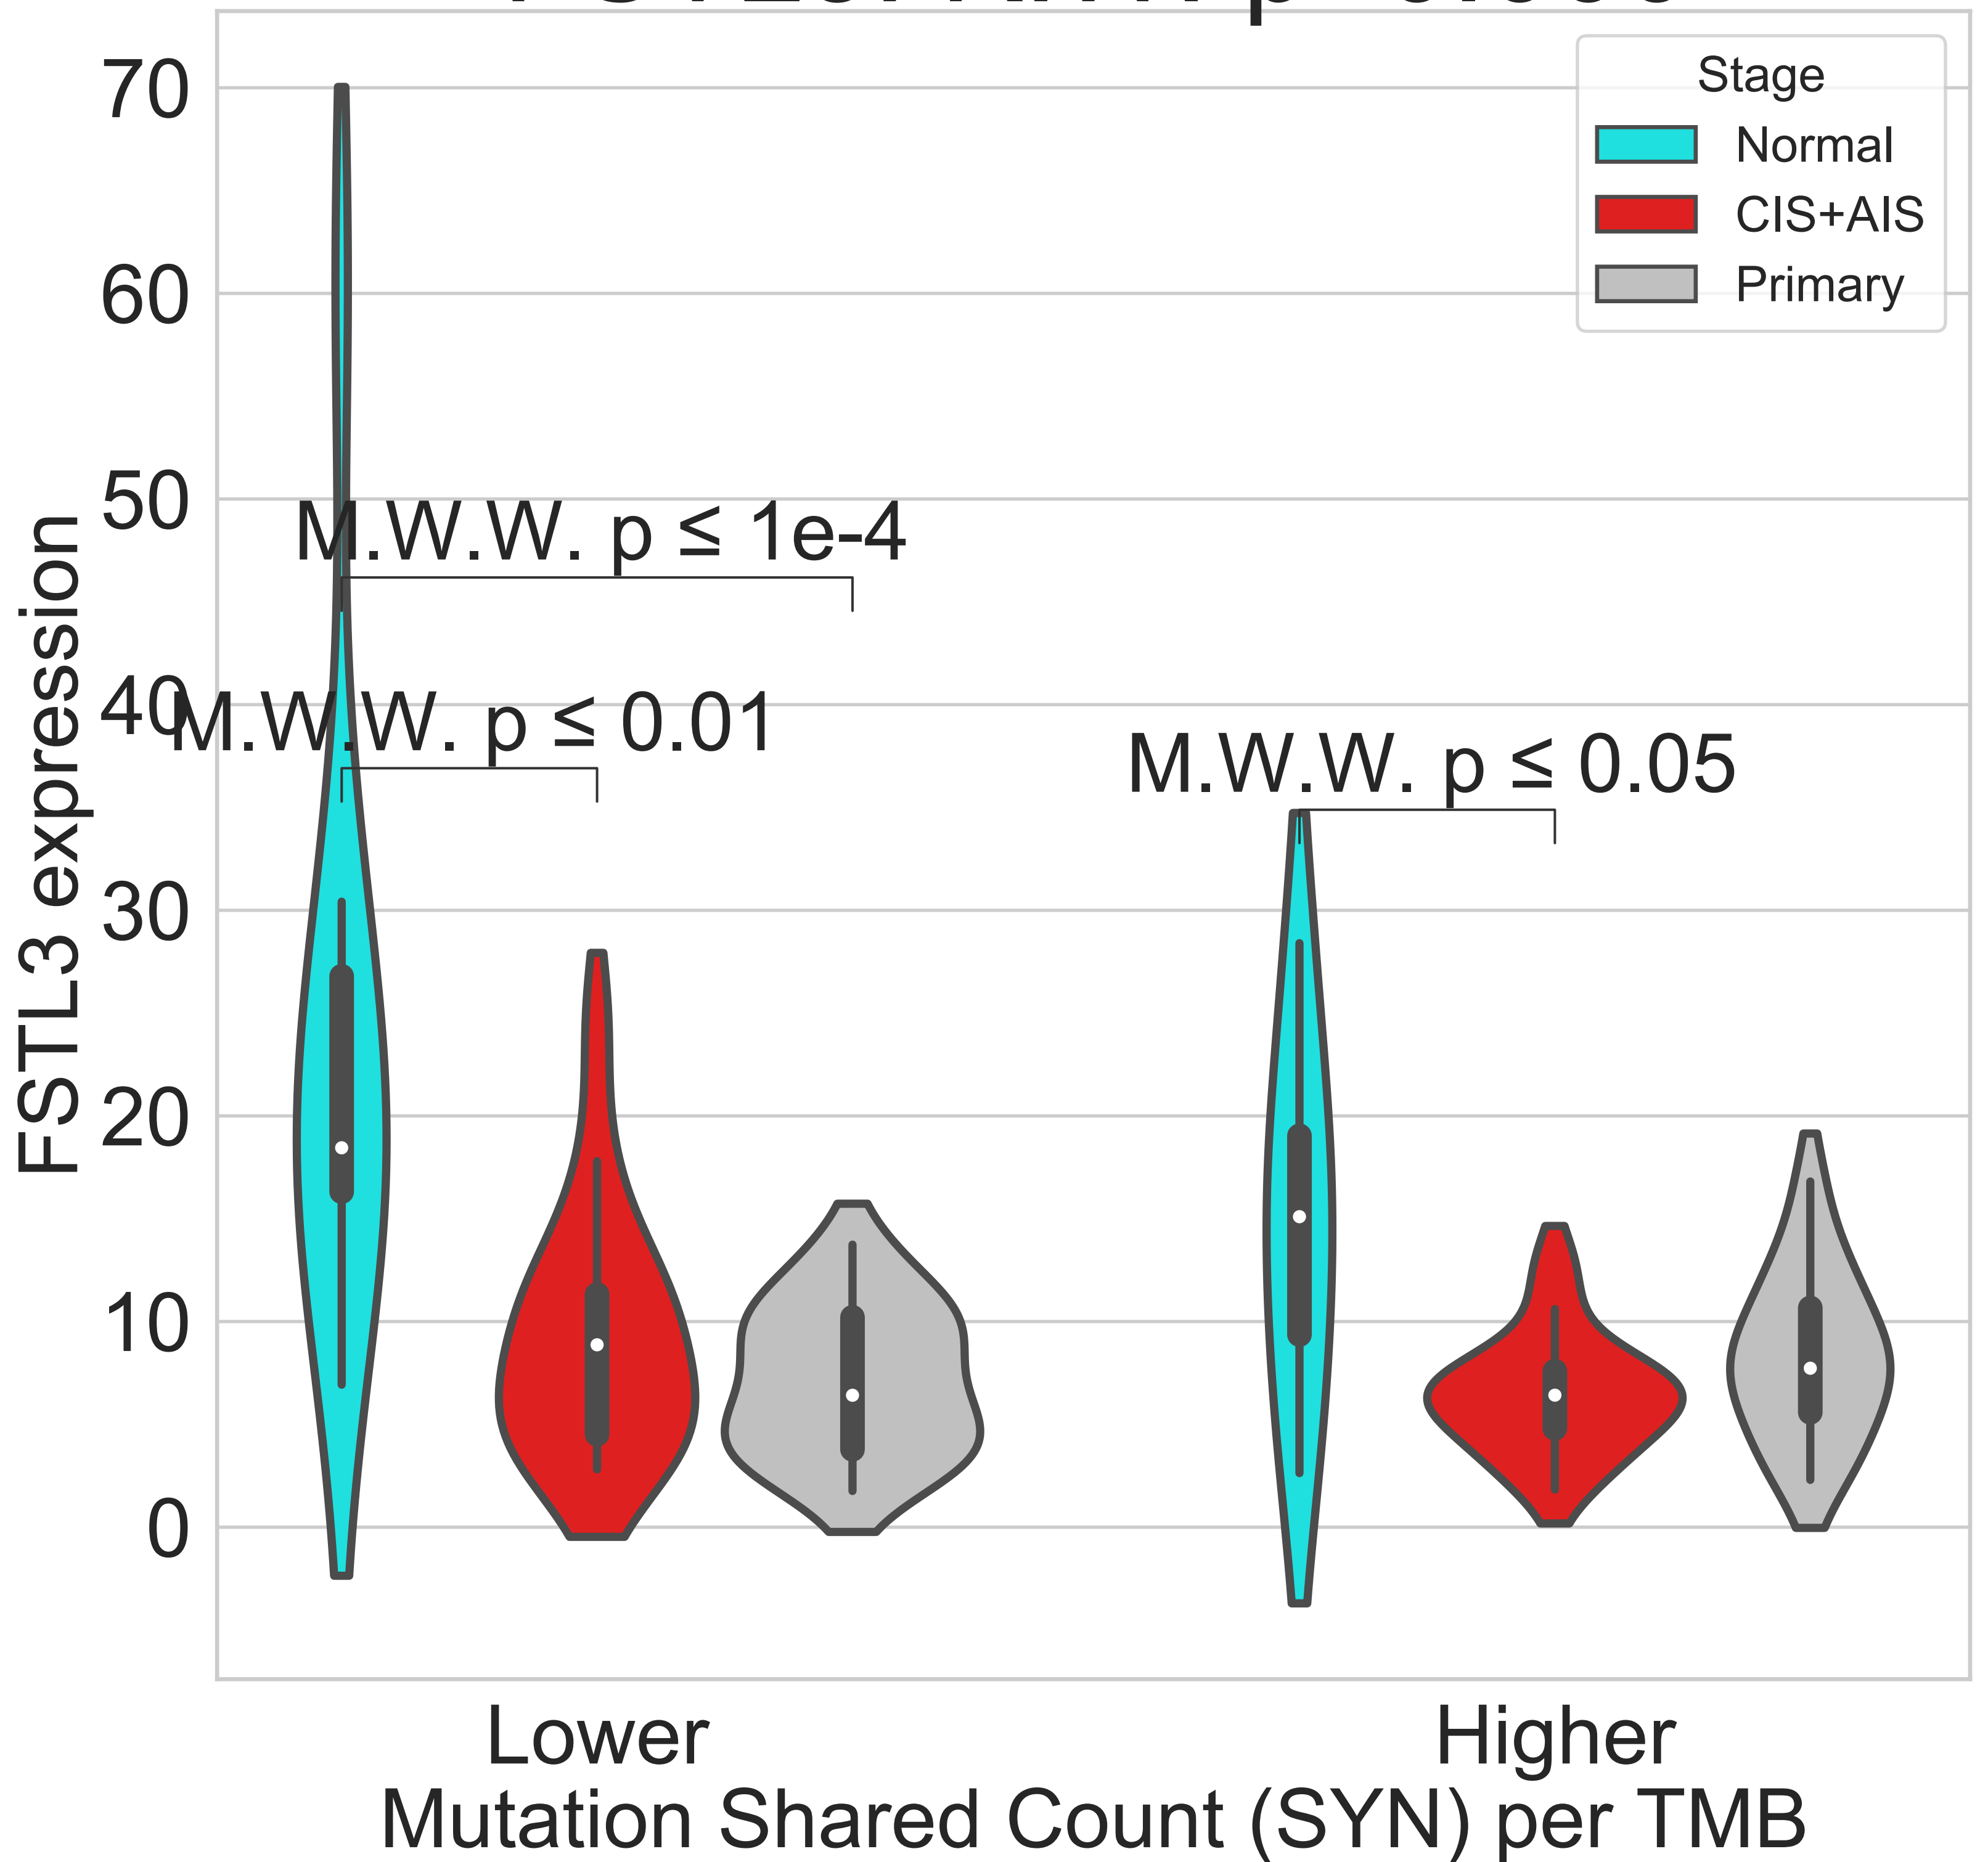 Stage
Normal
CIS+AIS
Primary
70
60
50
40
30
20
10
0
FSTL3 expression
M.W.W. p ≤ 1e-4
M.W.W. p ≤ 0.01
M.W.W. p ≤ 0.05
Lower
Higher
Mutation Shared Count (SYN) per TMB